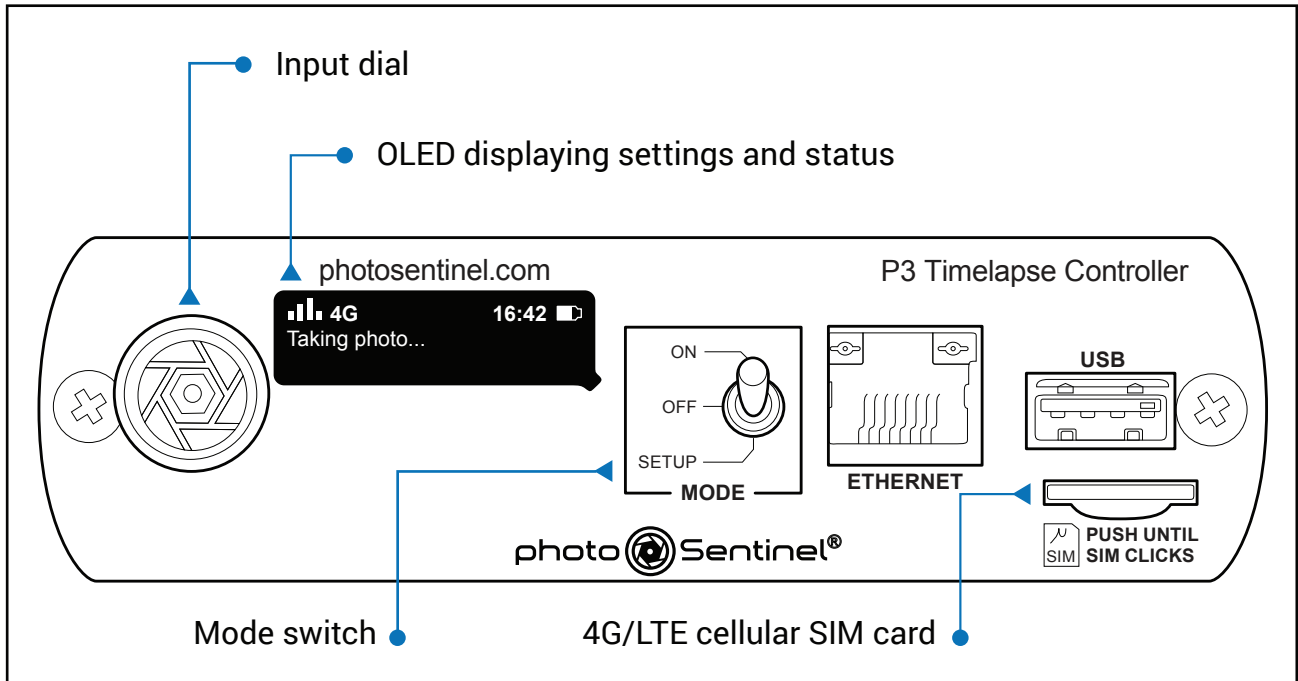 Input dial
OLED displaying settings and status
photosentinel.com
P3 Timelapse Controller
4G 16:42
Taking photo...
ON
OFF
SETUP
MODE
ETHERNET
USB
μ
SIM
PUSH UNTIL
SIM CLICKS
photo Sentinel®
Mode switch
4G/LTE cellular SIM card